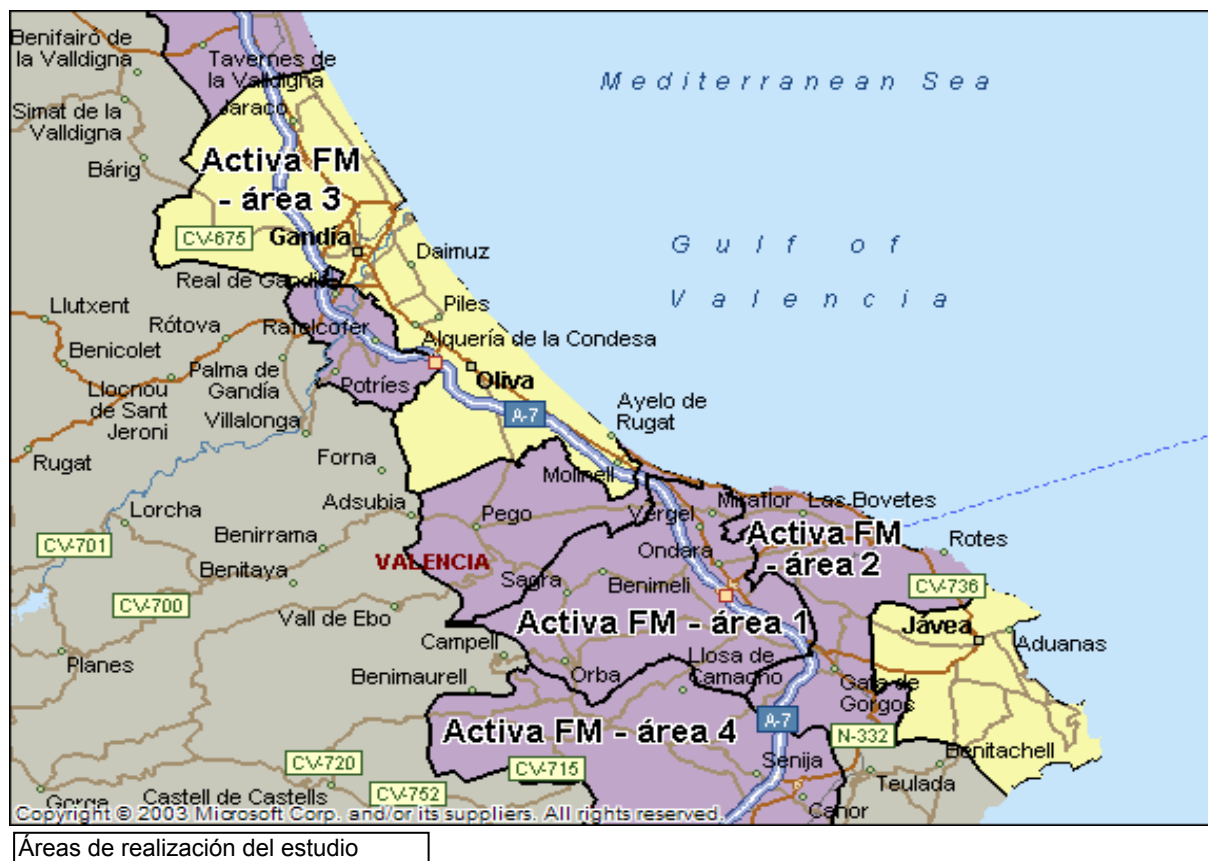 Benifairó de
la Valldigna
Tavernes de
la Valldigna
Mediterranean Sea
Simat de la
Valldigna
Jaraco
Bárig
Activa FM
- área 3
CV-675
Gandía
Daimuz
Gulf of
Valencia
Real de Gandía
Llutxent
Piles
Rótova
Rafelcofer
Alquería de la Condesa
Benicolet
Palma de
Gandía
Potríes
Oliva
Llocnou
de Sant
Jeroni
Villalonga
A-7
Ayelo de
Rugat
Rugat
Forna
Molinell
Adsubia
Pego
Vergel
Miraflor
Las Bovetes
Lorcha
Benirrama
CV-701
VALENCIA
Ondara
Activa FM
- área 2
Rotes
Benitaya
Sagra
Benimeli
CV-736
CV-700
Vall de Ebo
Activa FM - área 1
Jávea
Aduanas
Campell
Planes
Orba
Llosa de
Camacho
Benimaurell
Gata de
Gorgos
Activa FM - área 4
A-7
N-332
Benitachell
CV-720
CV-715
Senija
Teulada
Gorga
Castell de Castells
CV-752
Canor
Copyright © 2003 Microsoft Corp. and/or its suppliers. All rights reserved.
Áreas de realización del estudio